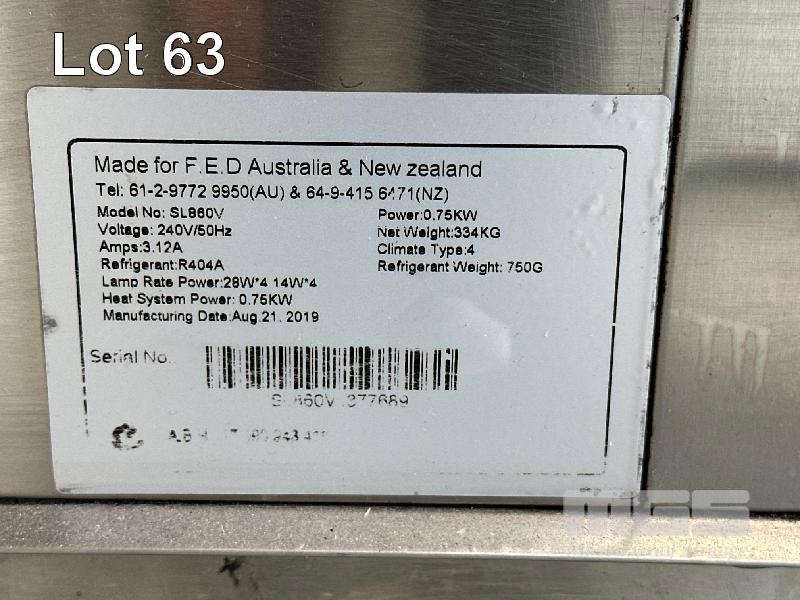 Lot 63
Made for F.E.D Australia & New zealand
Tel: 61-2-9772 9950(AU) & 64-9-415 6471(NZ)
Model No: SL860V
Power:0.75KW
Voltage: 240V/50Hz
Net Weight:334KG
Amps:3.12A
Climate Type:4
Refrigerant:R404A
Refrigerant Weight: 750G
Lamp Rate Power:28W*4 14W*4
Heat System Power: 0.75KW
Manufacturing Date:Aug.21. 2019
Serial No.:
MGS